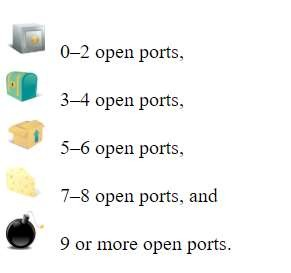 0–2 open ports,
3–4 open ports,
5–6 open ports,
7–8 open ports, and
9 or more open ports.